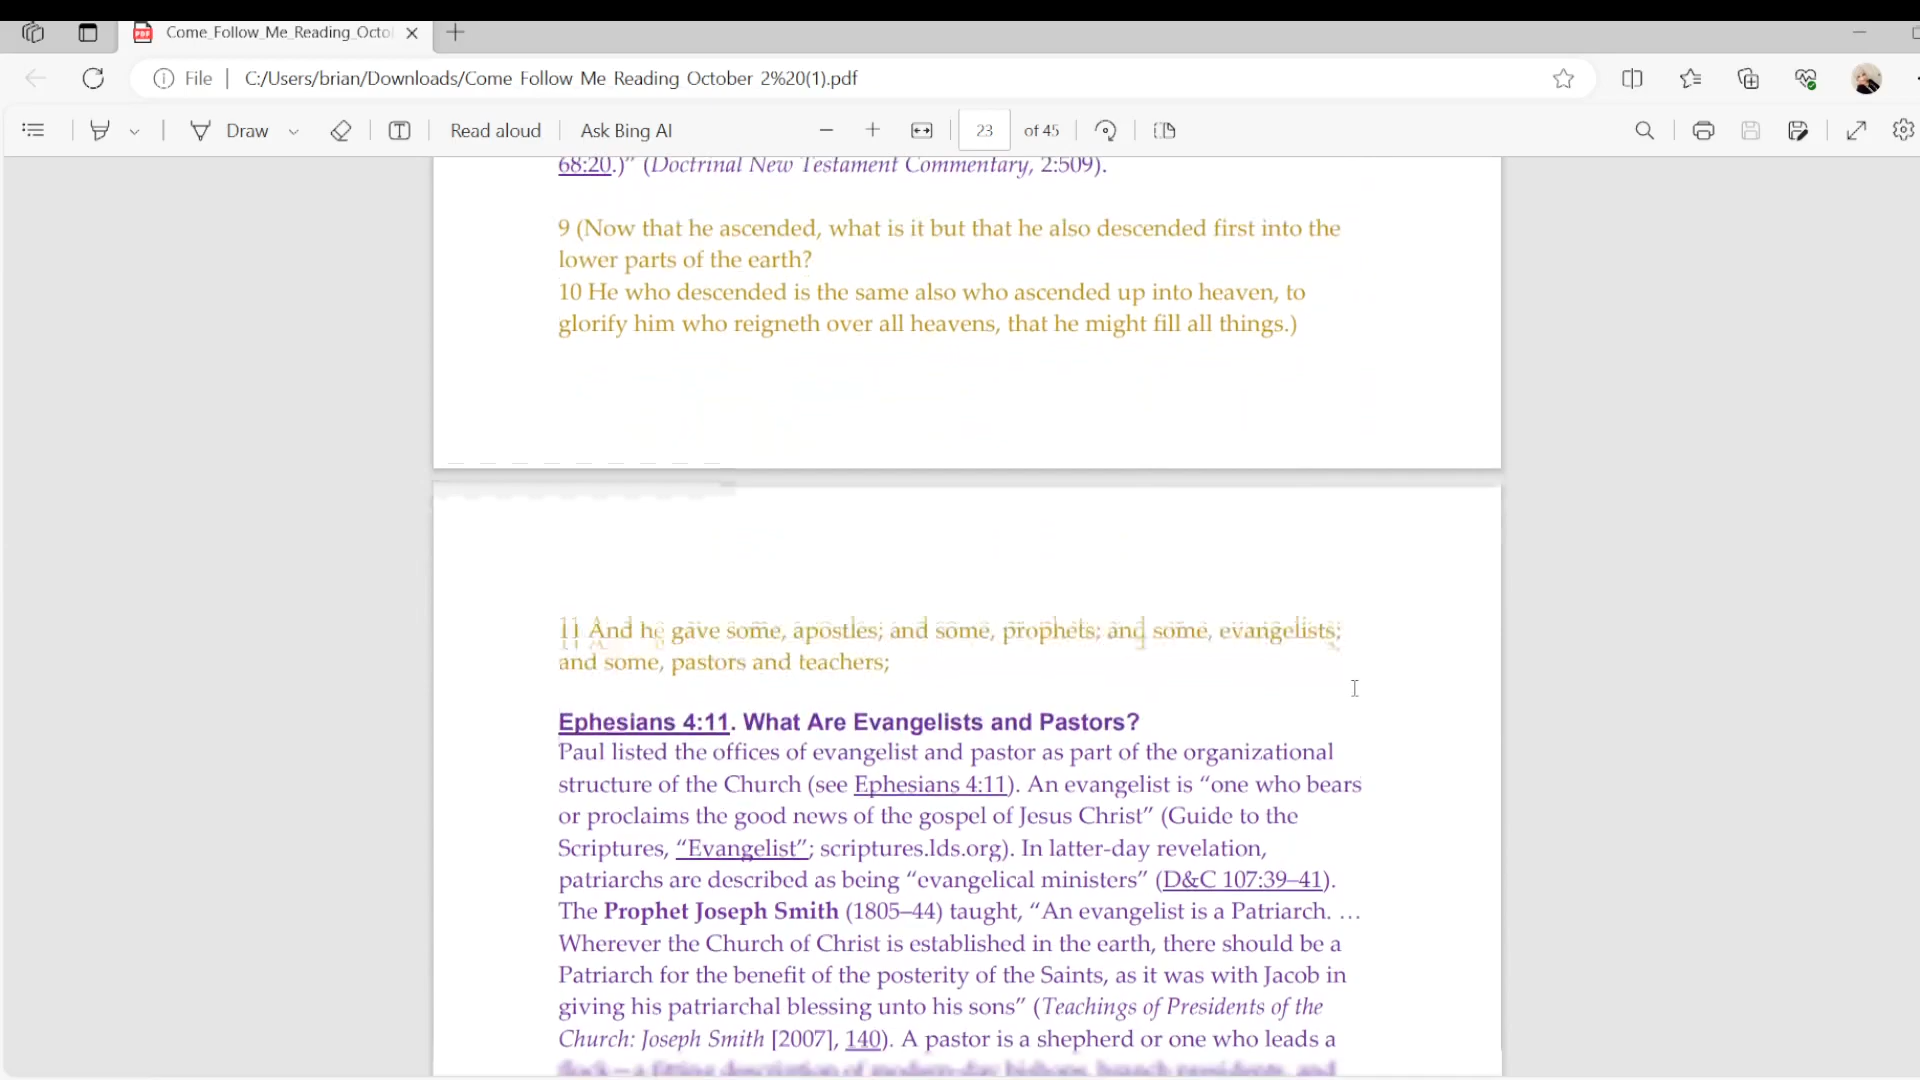 Come_Follow_Me_Reading_Octo
File
C:/Users/brian/Downloads/Come Follow Me Reading October 2%20(1).pdf
Draw
Read aloud
Ask Bing AI
23
of 45
68:20.)” (Doctrinal New Testament Commentary, 2:509).
9 (Now that he ascended, what is it but that he also descended first into the
lower parts of the earth?
10 He who descended is the same also who ascended up into heaven, to
glorify him who reigneth over all heavens, that he might fill all things.)
11 And he gave some, apostles; and some, prophets; and some, evangelists;
and some, pastors and teachers;
Ephesians 4:11. What Are Evangelists and Pastors?
Paul listed the offices of evangelist and pastor as part of the organizational
structure of the Church (see Ephesians 4:11). An evangelist is “one who bears
or proclaims the good news of the gospel of Jesus Christ” (Guide to the
Scriptures, “Evangelist”; scriptures.lds.org). In latter-day revelation,
patriarchs are described as being “evangelical ministers” (D&C 107:39–41).
The Prophet Joseph Smith (1805–44) taught, “An evangelist is a Patriarch. …
Wherever the Church of Christ is established in the earth, there should be a
Patriarch for the benefit of the posterity of the Saints, as it was with Jacob in
giving his patriarchal blessing unto his sons” (Teachings of Presidents of the
Church: Joseph Smith [2007], 140). A pastor is a shepherd or one who leads a
flock—a fitting description of modern-day bishops, branch presidents, and